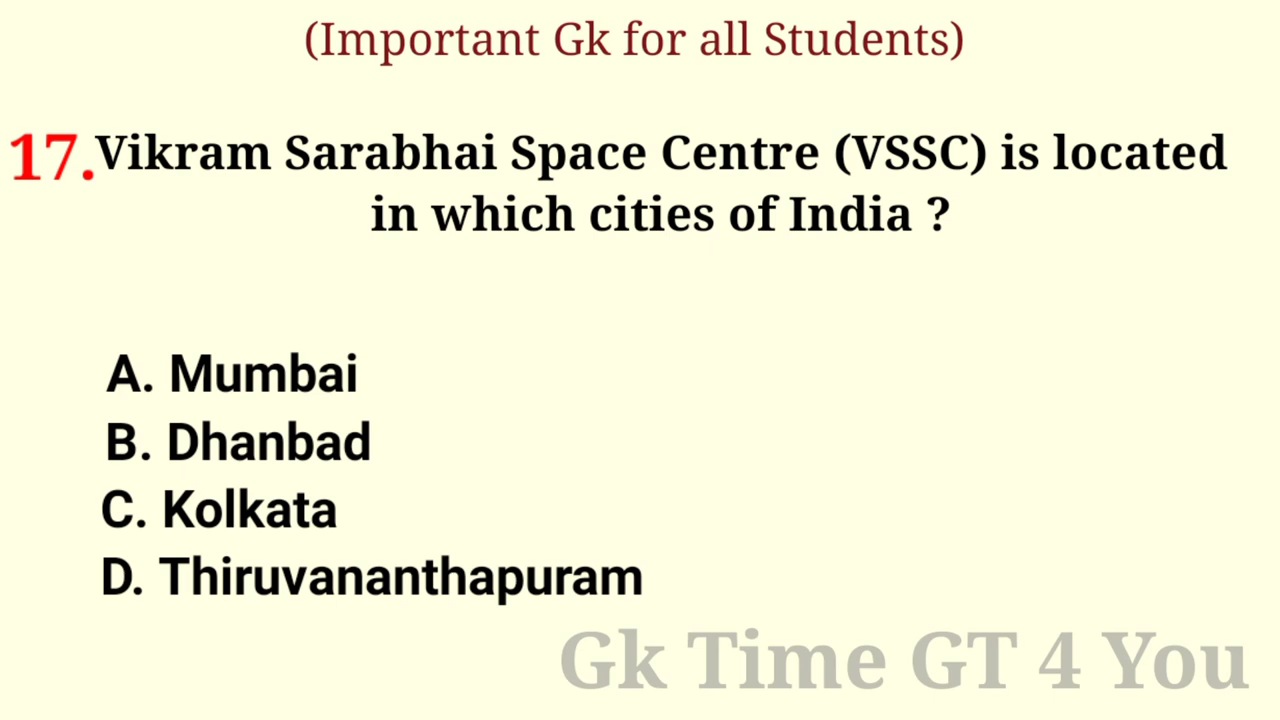 (Important Gk for all Students)
17.Vikram Sarabhai Space Centre (VSSC) is located
in which cities of India ?
A. Mumbai
B. Dhanbad
C. Kolkata
D. Thiruvananthapuram
Gk Time GT 4 You